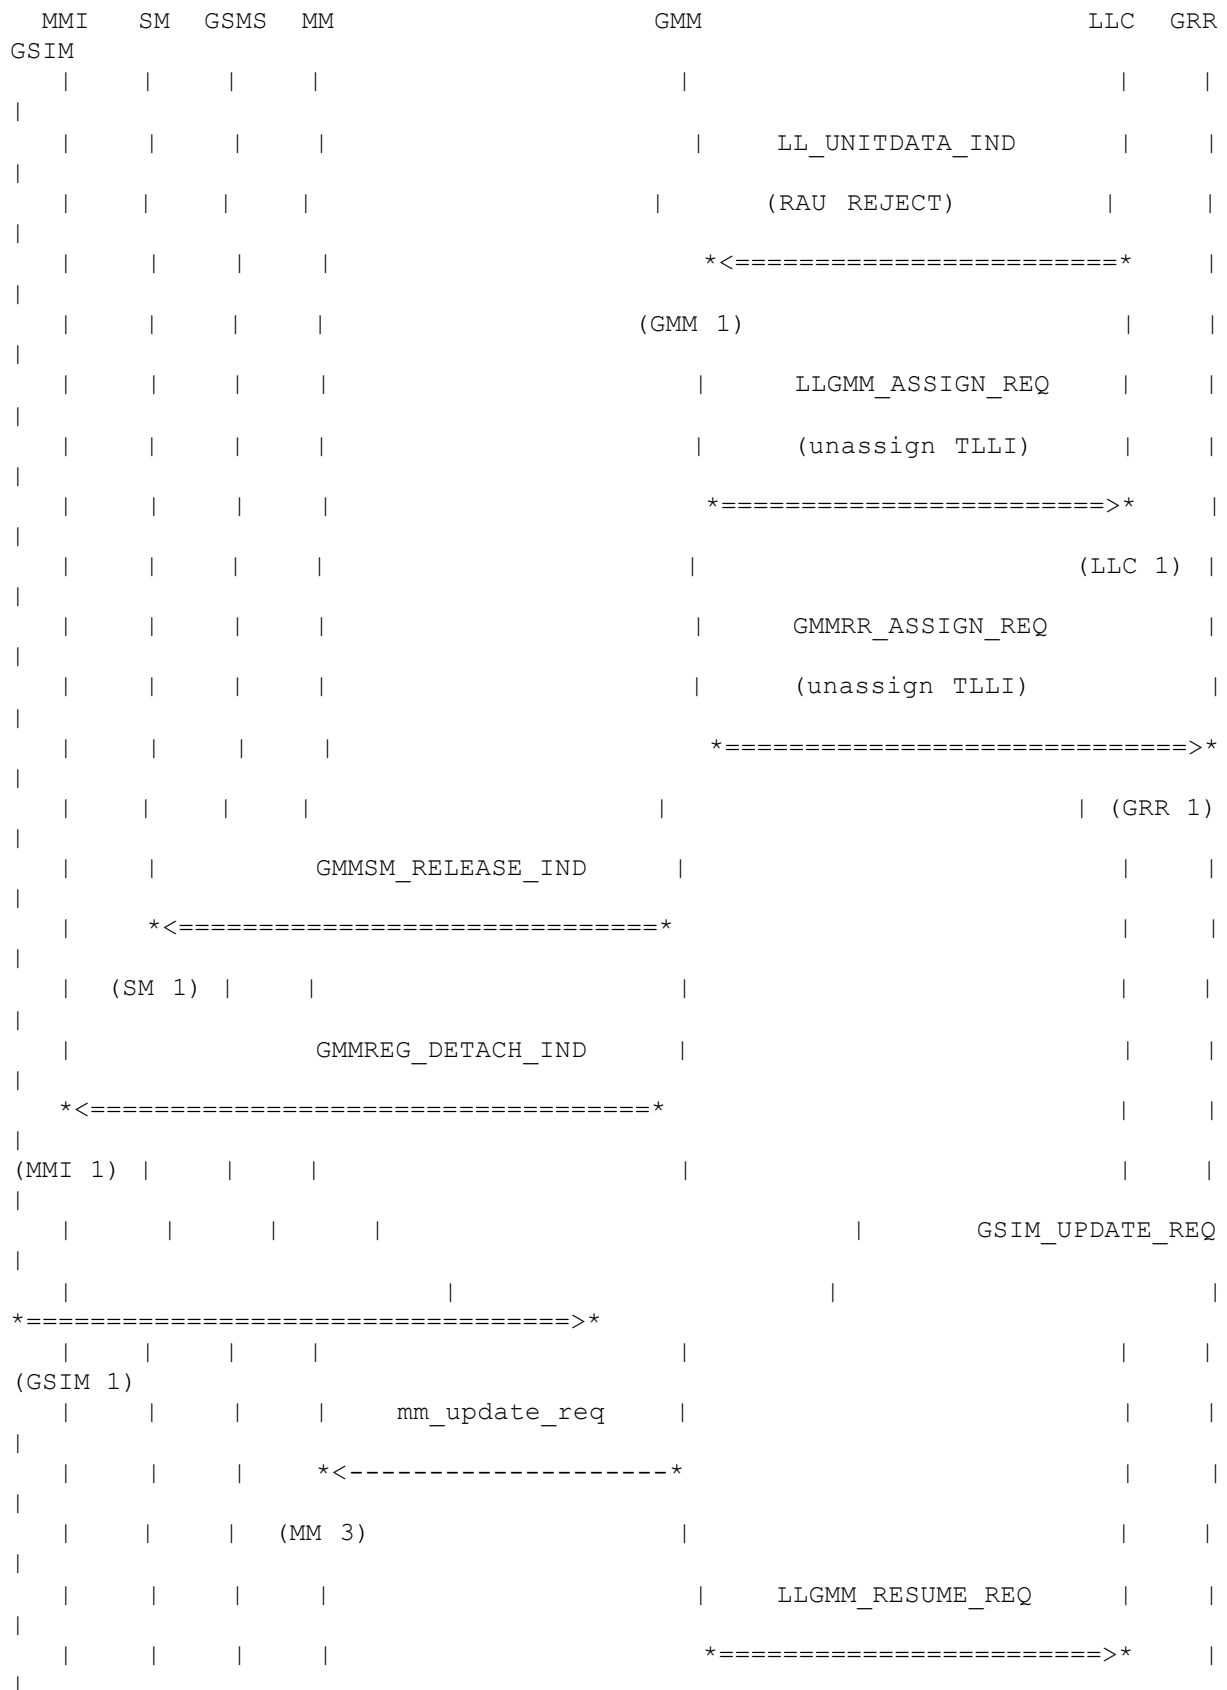 MMI SM GSMS MM GMM LLC GRR
GSIM
| | | | | | |
|
| | | | | LL_UNITDATA_IND | |
|
| | | | | (RAU REJECT) | |
|
| | | | *<========================* |
|
| | | | (GMM 1) | |
|
| | | | | LLGMM_ASSIGN_REQ | |
|
| | | | | (unassign TLLI) | |
|
| | | | *========================>* |
|
| | | | | (LLC 1) |
|
| | | | | GMMRR_ASSIGN_REQ |
|
| | | | | (unassign TLLI) |
|
| | | | *=============================>*
|
| | | | | | (GRR 1)
|
| | GMMSM_RELEASE_IND | | |
|
| *<==============================* | |
|
| (SM 1) | | | | |
|
| GMMREG_DETACH_IND | | |
|
*<===================================* | |
|
(MMI 1) | | | | | |
|
| | | | | GSIM_UPDATE_REQ
|
| | | |
*==================================>*
| | | | | | |
(GSIM 1)
| | | | mm_update_req | | |
|
| | | *<--------------------* | |
|
| | | (MM 3) | | |
|
| | | | | LLGMM_RESUME_REQ | |
|
| | | | *========================>* |
|